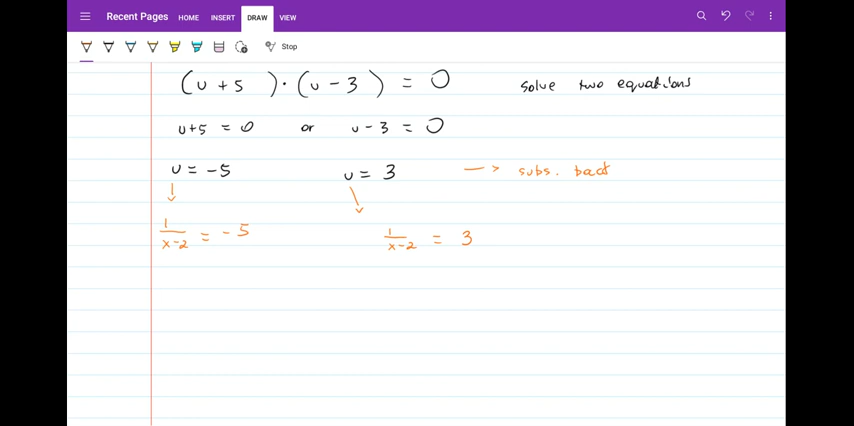 Recent Pages HOME INSERT DRAW VIEW
Stop
(u + 5) · (u - 3) = 0 solve two equations
u+5 = 0 or u - 3 = 0
u = -5 u = 3 → subs. back
1/(x-2) = -5 1/(x-2) = 3